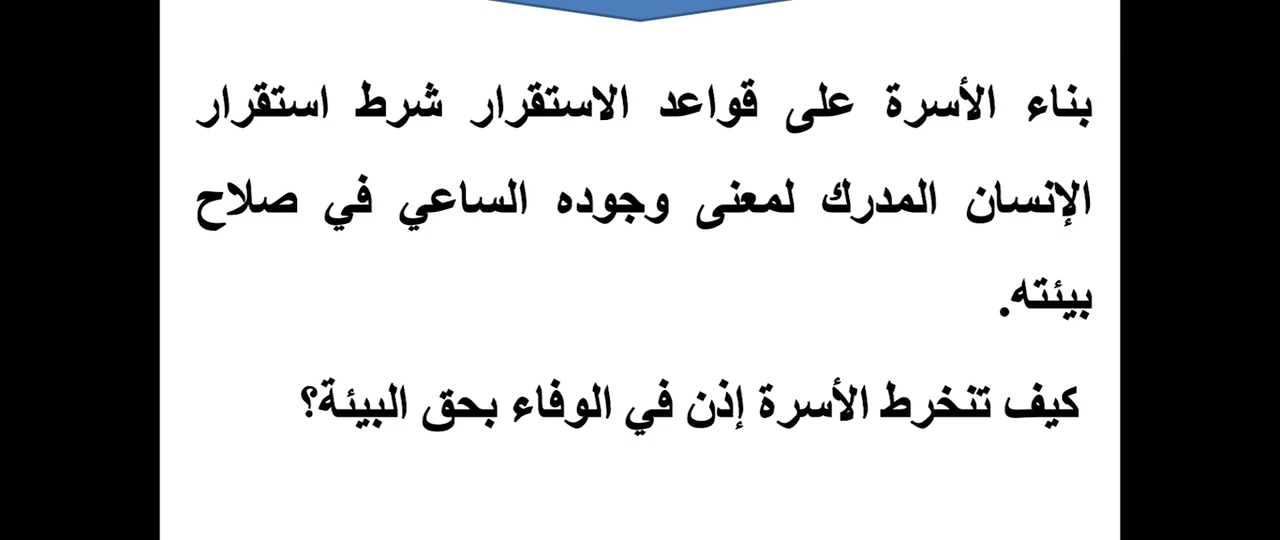 بناء الأسرة على قواعد الاستقرار شرط استقرار
الإنسان المدرك لمعنى وجوده الساعي في صلاح
بيئته.
كيف تنخرط الأسرة إذن في الوفاء بحق البيئة؟